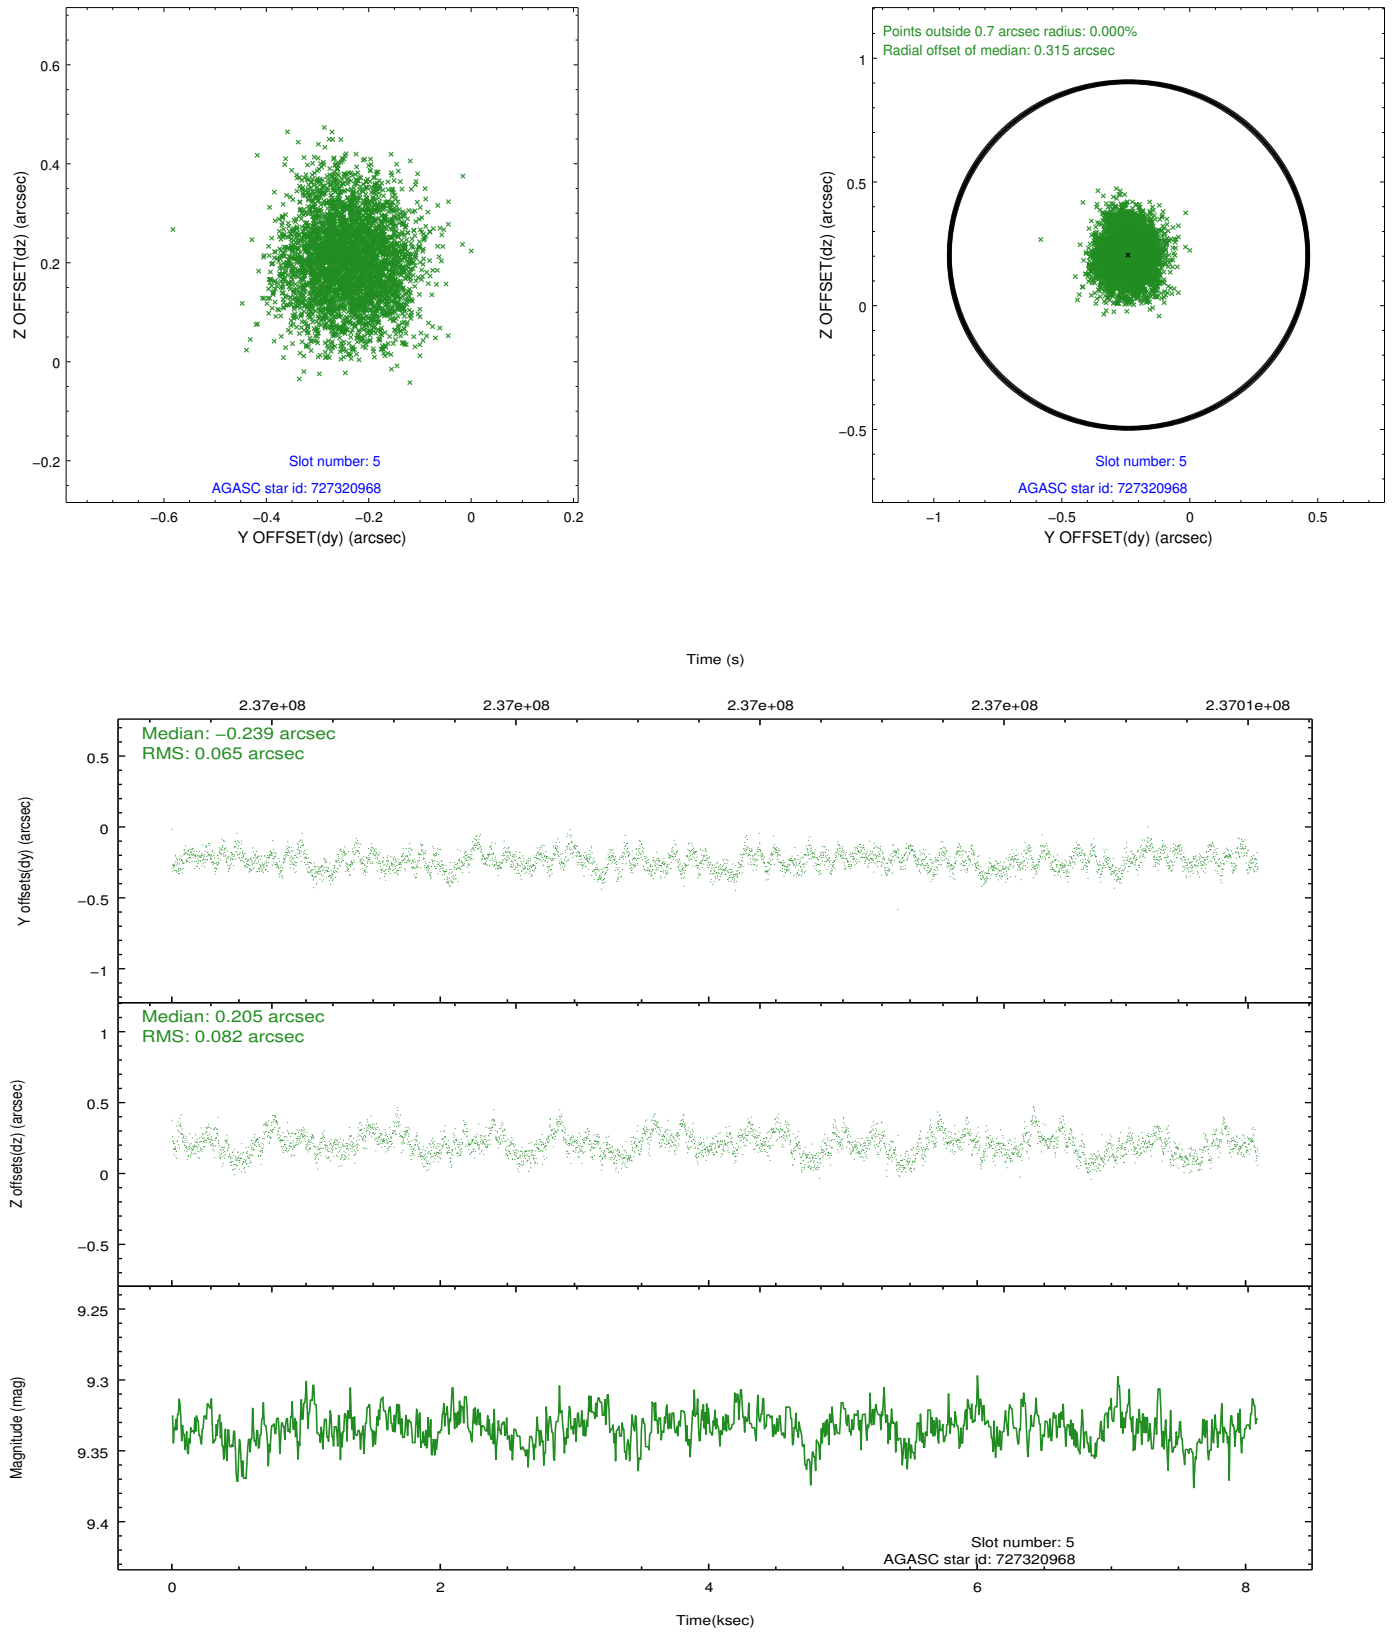 0.6
0.4
0.2
0
−0.2
Z OFFSET(dz) (arcsec)
Slot number: 5
AGASC star id: 727320968
−0.6 −0.4 −0.2 0 0.2
Y OFFSET(dy) (arcsec)
Points outside 0.7 arcsec radius: 0.000%
Radial offset of median: 0.315 arcsec
1
0.5
0
−0.5
Z OFFSET(dz) (arcsec)
Slot number: 5
AGASC star id: 727320968
−1 −0.5 0 0.5
Y OFFSET(dy) (arcsec)
Time (s)
2.37e+08 2.37e+08 2.37e+08 2.37e+08 2.3701e+08
Median: −0.239 arcsec
RMS: 0.065 arcsec
0.5
0
−0.5
−1
Y offsets(dy) (arcsec)
Median: 0.205 arcsec
RMS: 0.082 arcsec
1
0.5
0
−0.5
Z offsets(dz) (arcsec)
9.25
9.3
9.35
9.4
Magnitude (mag)
Slot number: 5
AGASC star id: 727320968
0 2 4 6 8
Time(ksec)